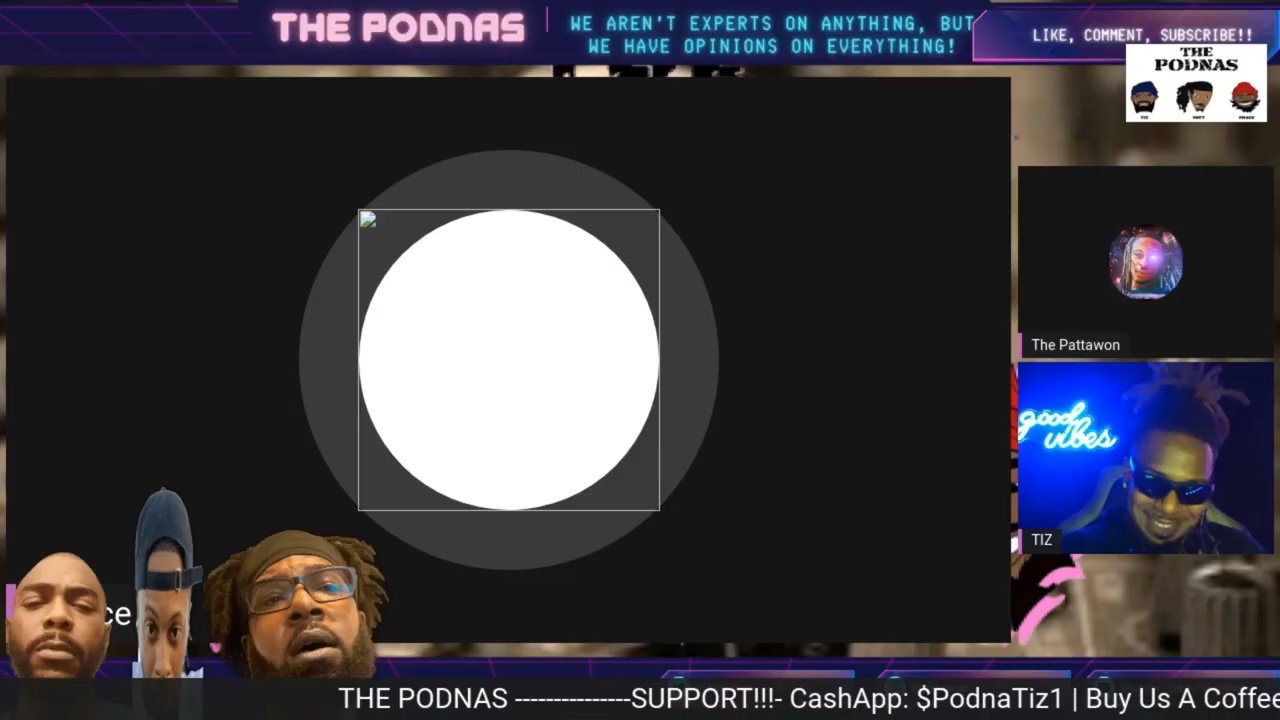 THE PODNAS
WE AREN'T EXPERTS ON ANYTHING, BUT
WE HAVE OPINIONS ON EVERYTHING!
LIKE, COMMENT, SUBSCRIBE!!
THE
PODNAS
TIZ
The Pattawon
good
vibes
TIZ
ce
THE PODNAS ---------------SUPPORT!!!- CashApp: $PodnaTiz1 | Buy Us A Coffee